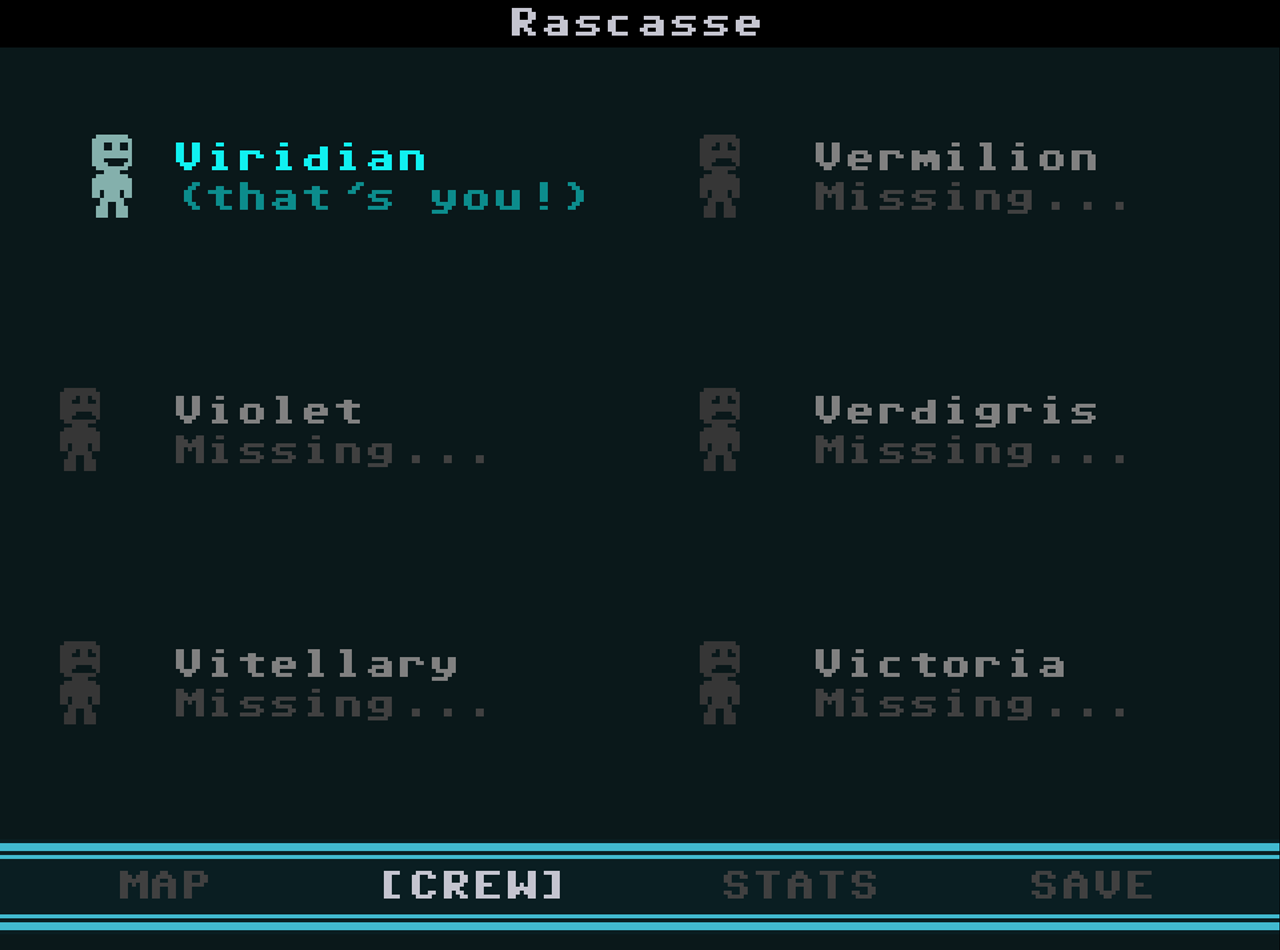 Rascasse
Viridian
(that's you!)
Vermilion
Missing...
Violet
Missing...
Verdigris
Missing...
Vitellary
Missing...
Victoria
Missing...
MAP [CREW] STATS SAVE